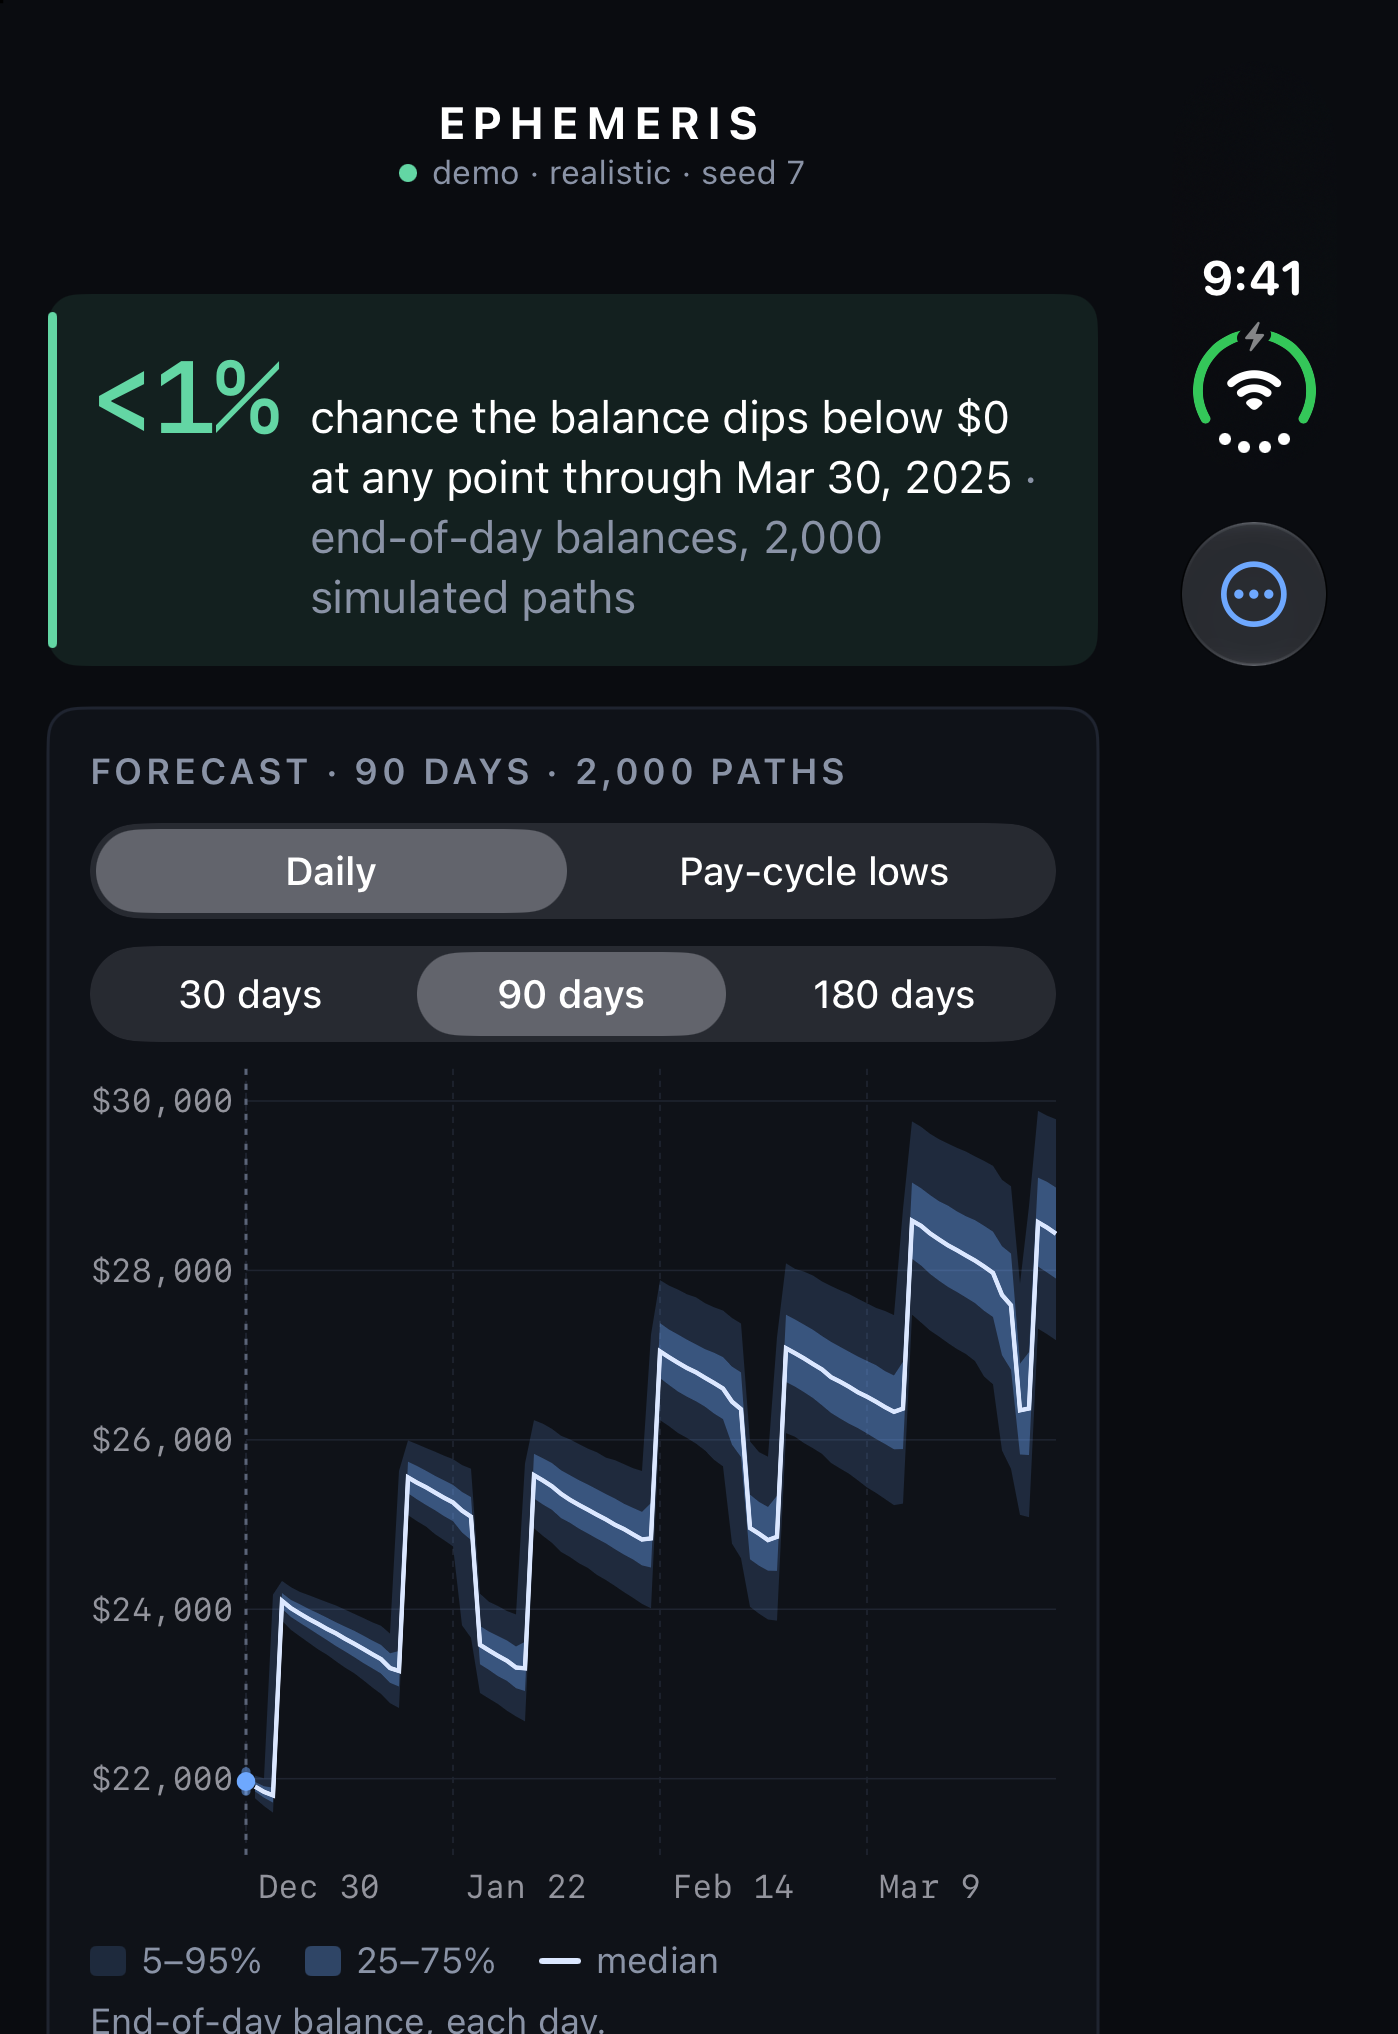 EPHEMERIS
demo · realistic · seed 7
9:41
<1%
chance the balance dips below $0
at any point through Mar 30, 2025 ·
end-of-day balances, 2,000
simulated paths
FORECAST · 90 DAYS · 2,000 PATHS
Daily Pay-cycle lows
30 days 90 days 180 days
$30,000
$28,000
$26,000
$24,000
$22,000
Dec 30 Jan 22 Feb 14 Mar 9
5–95% 25–75% median
End-of-day balance, each day.